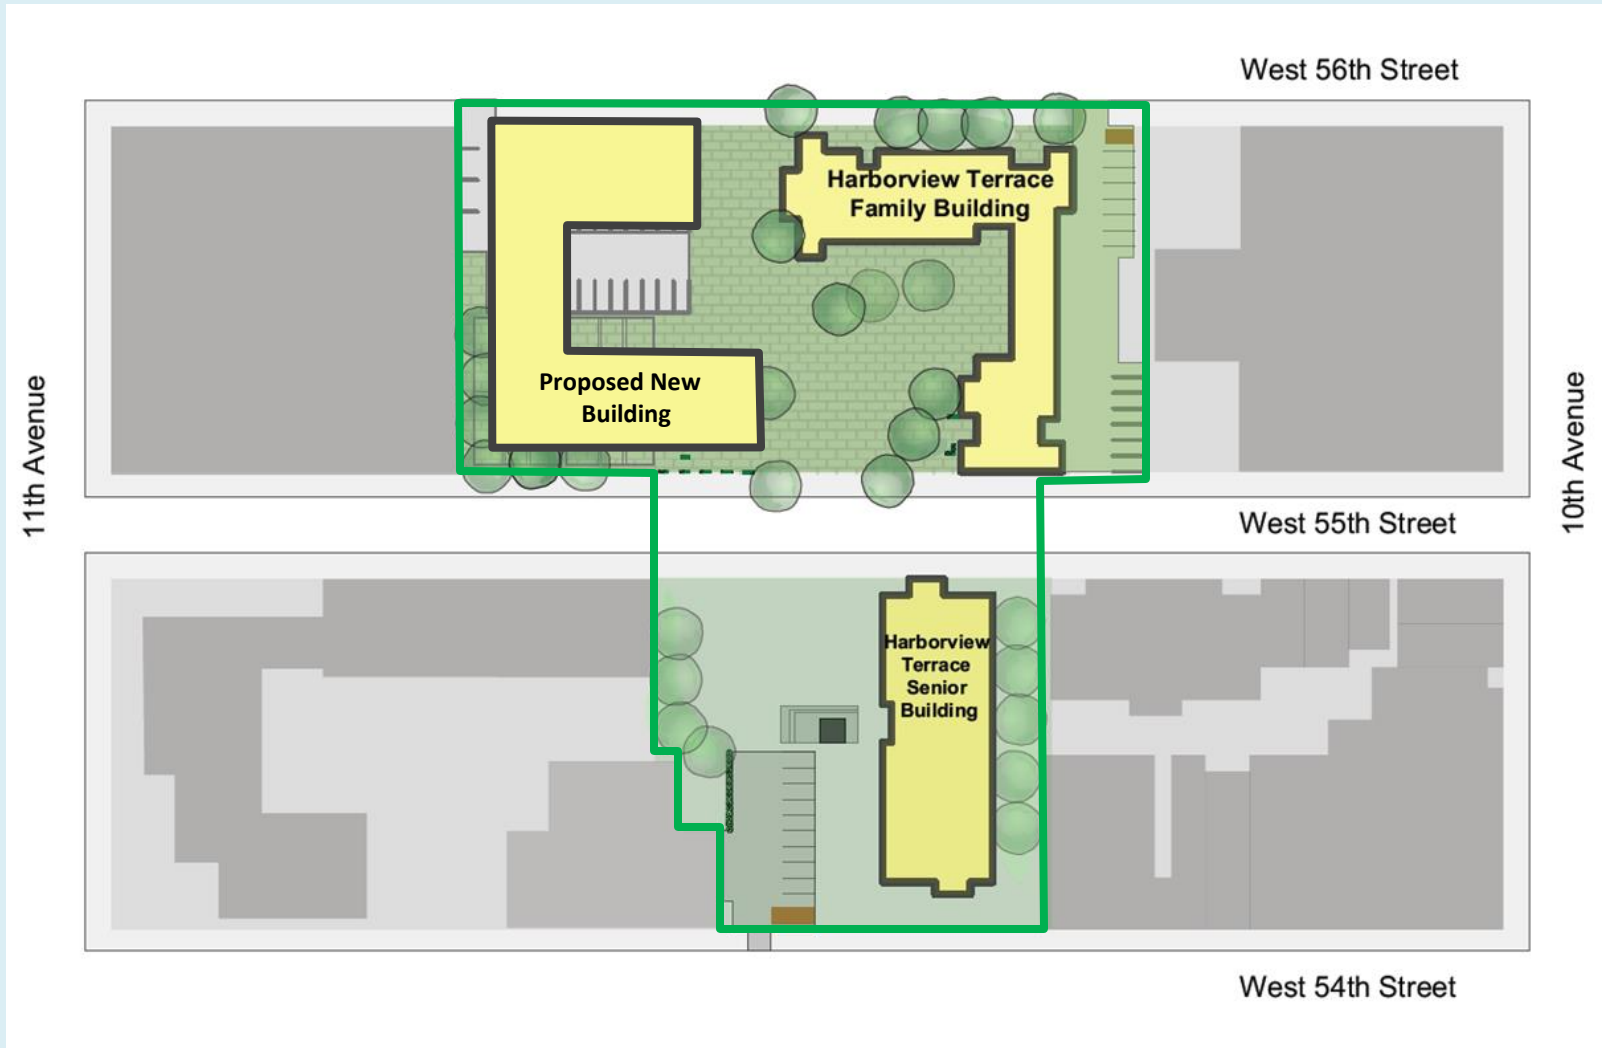 West 56th Street
Harborview Terrace
Family Building
Proposed New
Building
11th Avenue
10th Avenue
West 55th Street
Harborview
Terrace
Senior
Building
West 54th Street